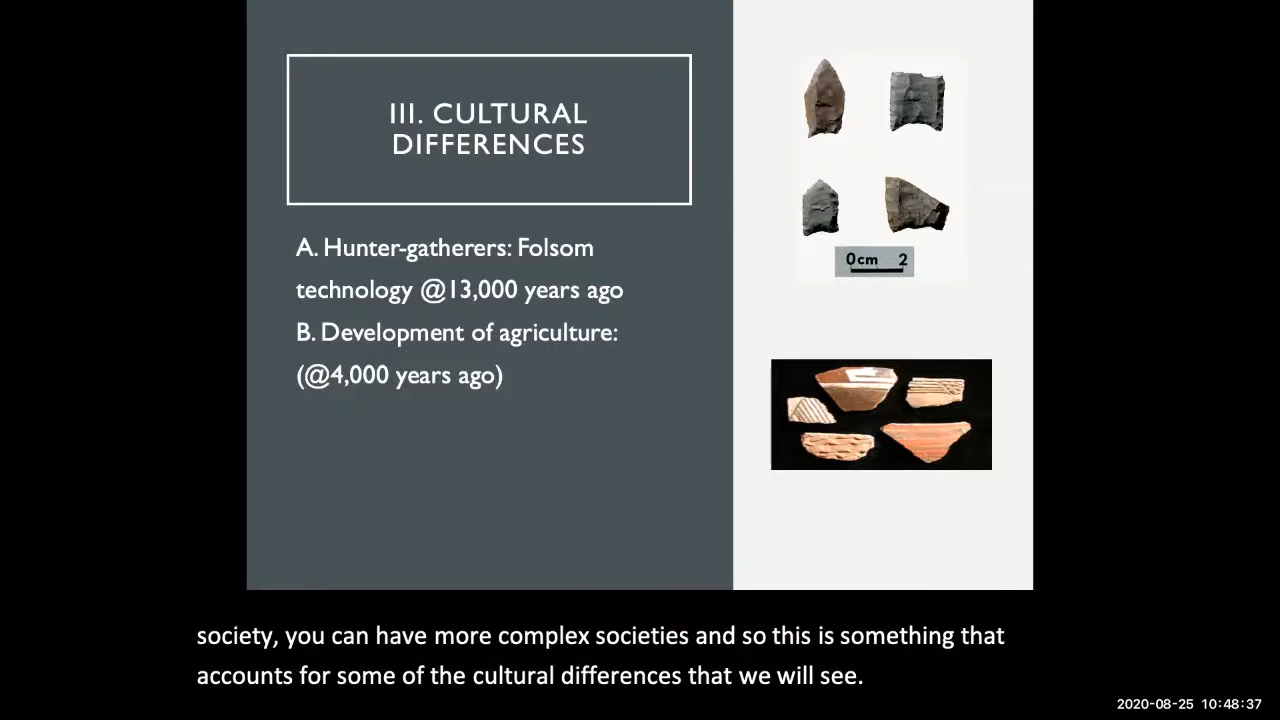 III. CULTURAL
DIFFERENCES
A. Hunter-gatherers: Folsom
technology @13,000 years ago
B. Development of agriculture:
(@4,000 years ago)
0cm 2
society, you can have more complex societies and so this is something that
accounts for some of the cultural differences that we will see.
2020-08-25 10:48:37